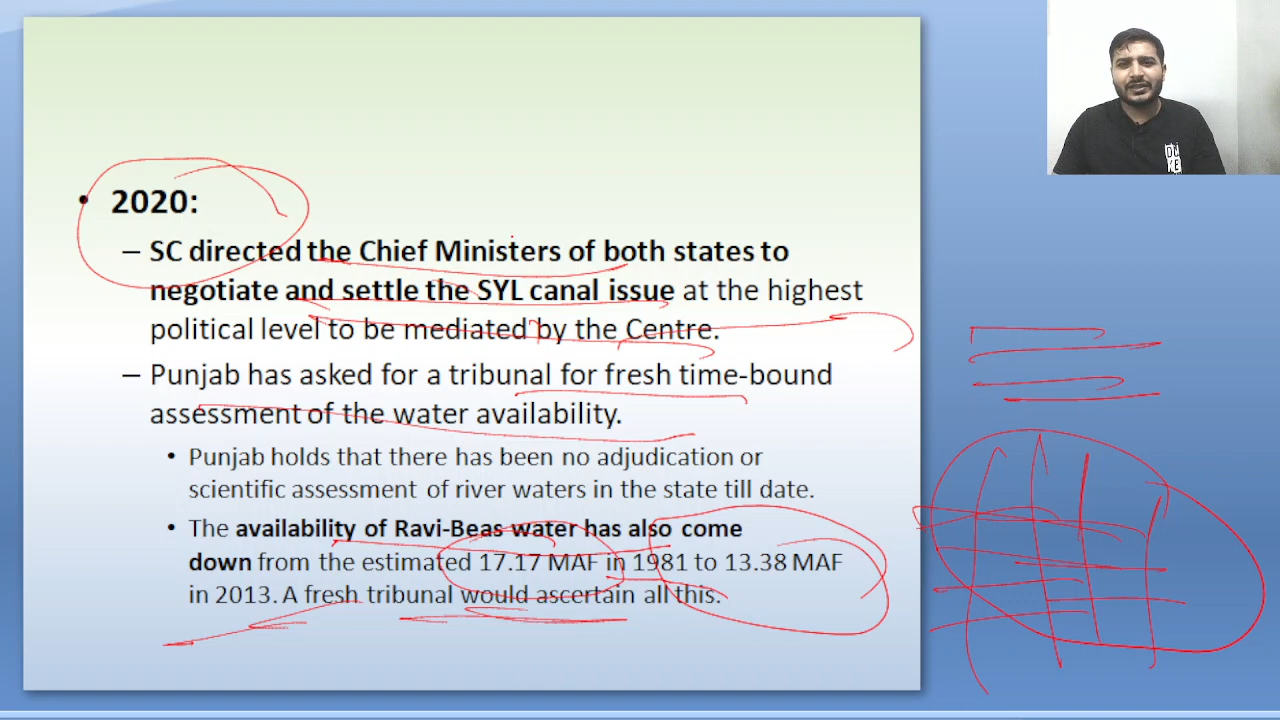 • 2020:
– SC directed the Chief Ministers of both states to
negotiate and settle the SYL canal issue at the highest
political level to be mediated by the Centre.
– Punjab has asked for a tribunal for fresh time-bound
assessment of the water availability.
• Punjab holds that there has been no adjudication or
scientific assessment of river waters in the state till date.
• The availability of Ravi-Beas water has also come
down from the estimated 17.17 MAF in 1981 to 13.38 MAF
in 2013. A fresh tribunal would ascertain all this.